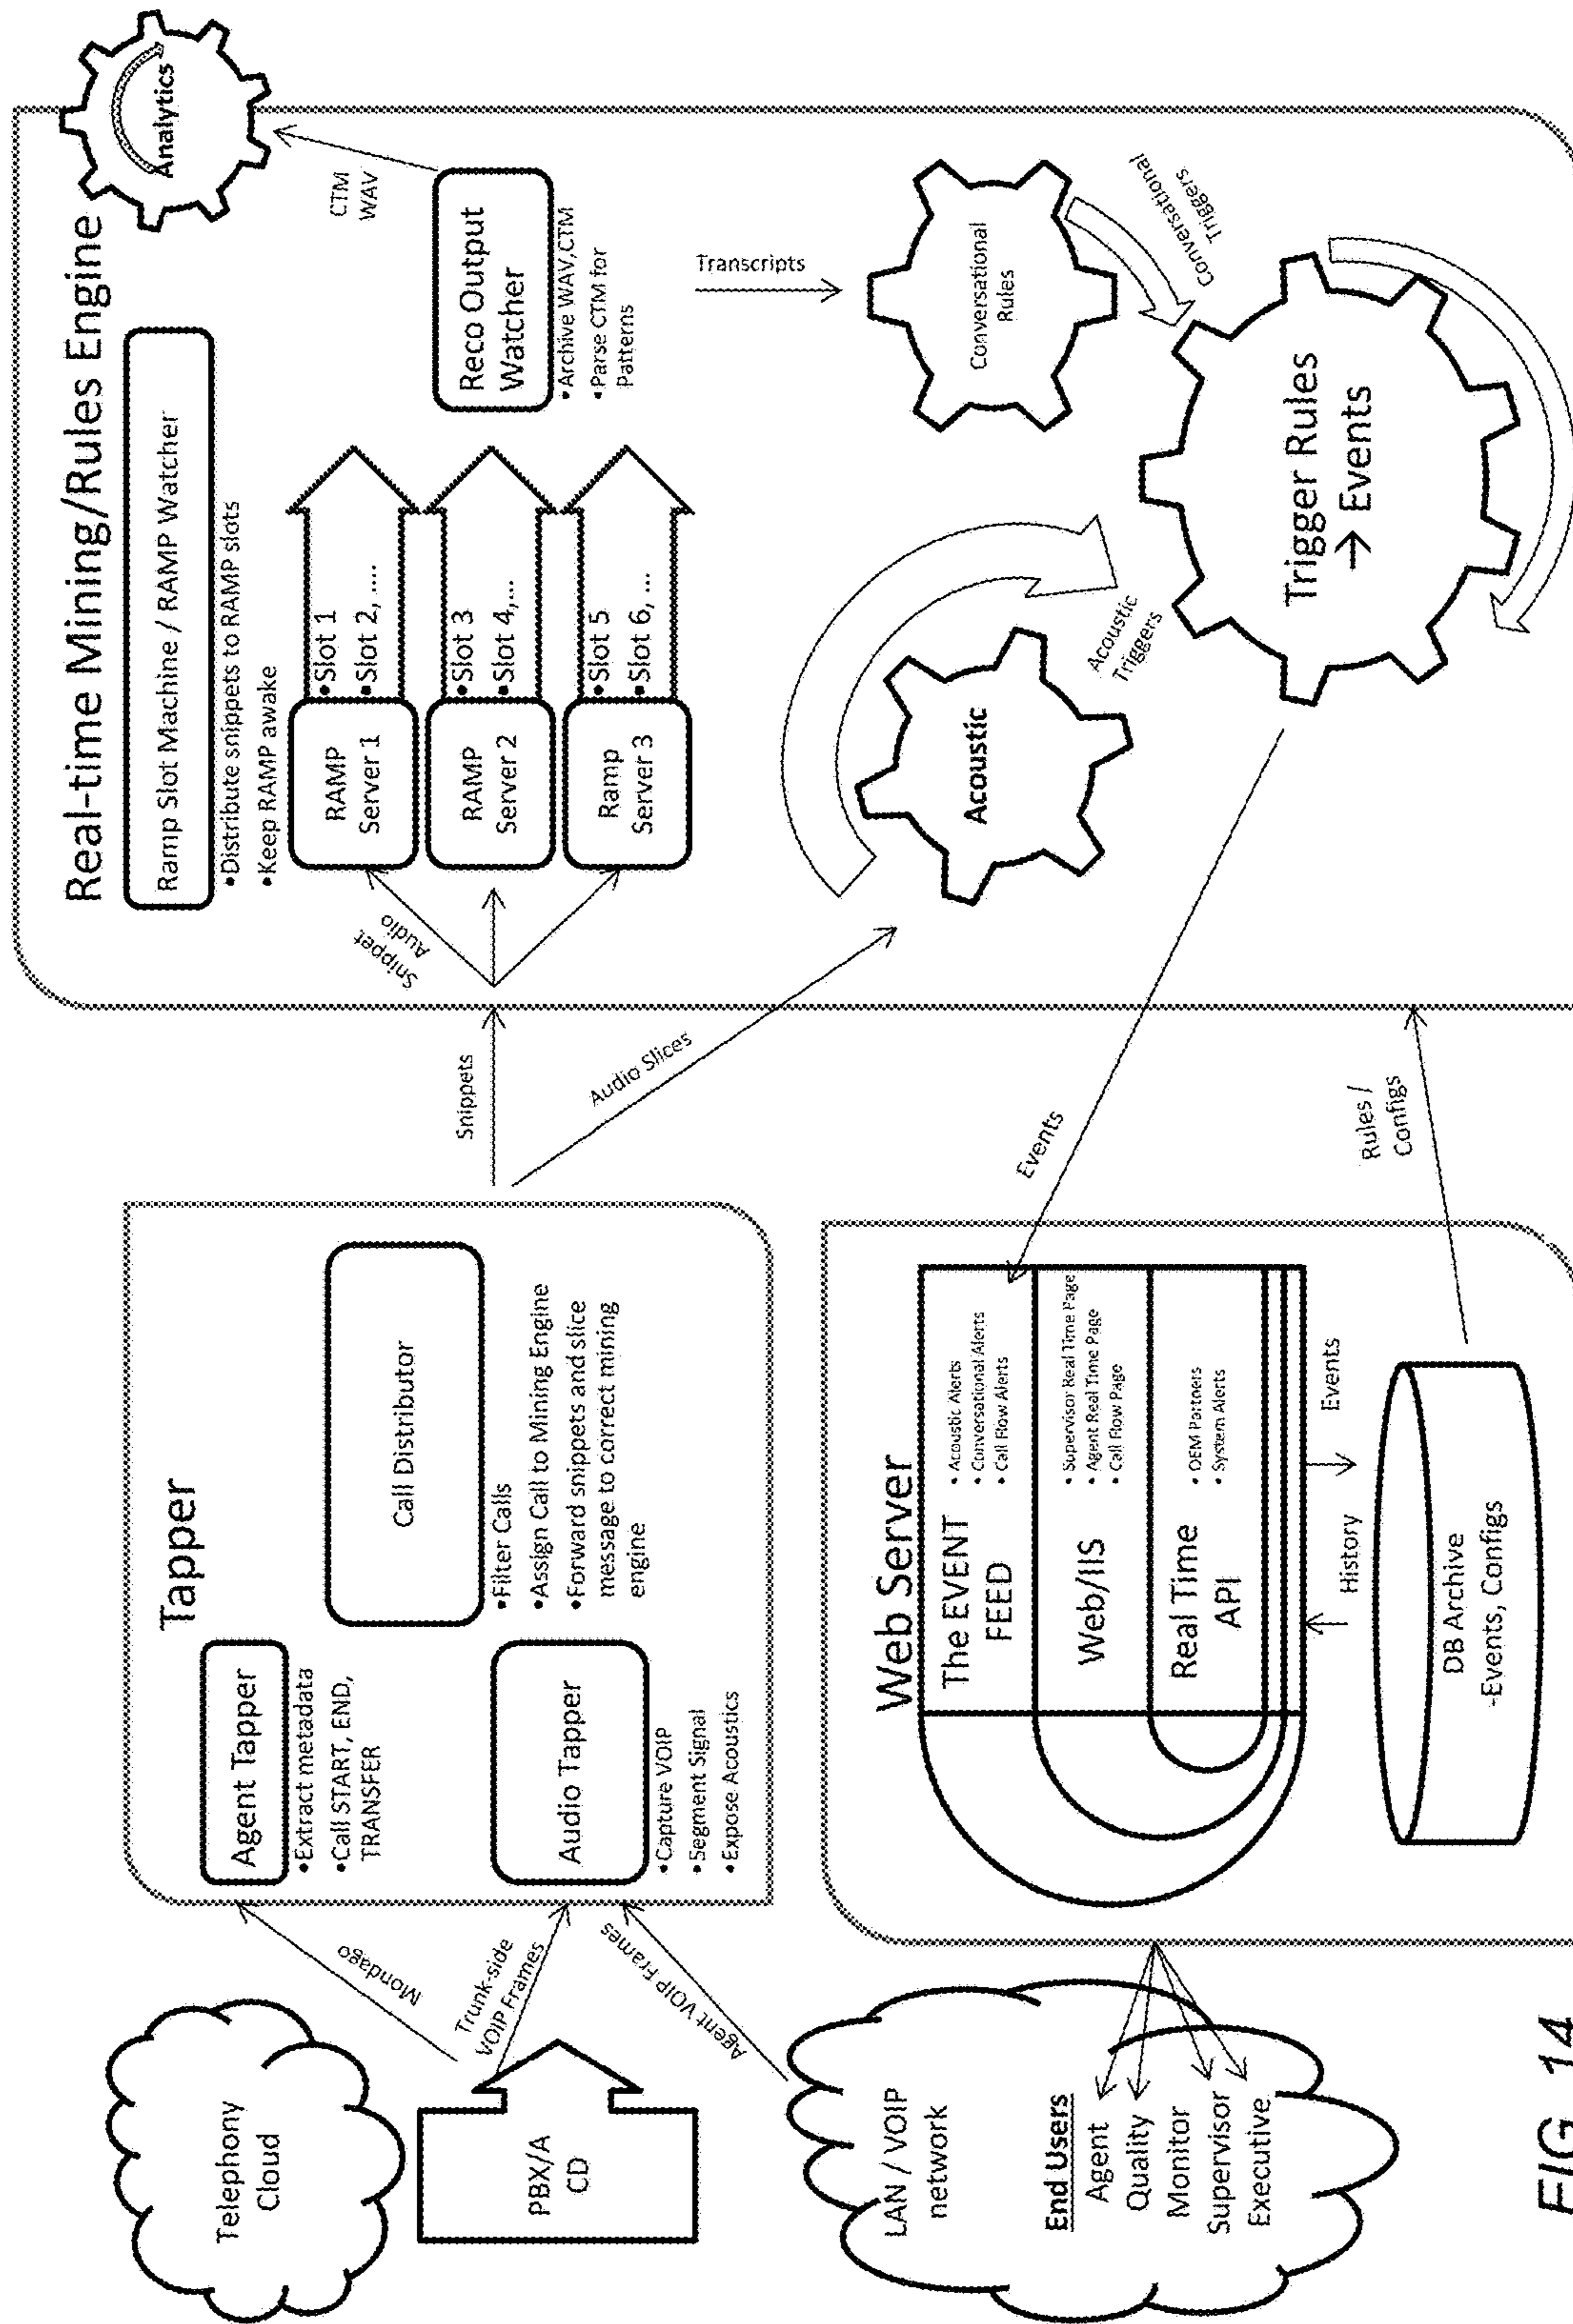 Telephony
Cloud
PBX/A
CD
LAN / VOIP
network
End Users
Agent
Quality
Monitor
Supervisor
Executive
Mondago
Trunk-side
VOIP Frames
Agent VOIP Frames
Tapper
Agent Tapper
•Extract metadata
•Call START, END,
TRANSFER
Audio Tapper
•Capture VOIP
•Segment Signal
•Expose Acoustics
Call Distributor
•Filter Calls
•Assign Call to Mining Engine
•Forward snippets and slice
message to correct mining
engine
Web Server
The EVENT
FEED
• Acoustic Alerts
• Conversational Alerts
• Call Flow Alerts
Web/IIS
• Supervisor Real Time Page
• Agent Real Time Page
• Call Flow Page
Real Time
API
• OEM Partners
• System Alerts
History
Events
DB Archive
-Events, Configs
Snippets
Audio Slices
Events
Rules /
Configs
Real-time Mining/Rules Engine
Ramp Slot Machine / RAMP Watcher
•Distribute snippets to RAMP slots
•Keep RAMP awake
Snippet
Audio
RAMP
Server 1
•Slot 1
•Slot 2, ....
RAMP
Server 2
•Slot 3
•Slot 4,...
Ramp
Server 3
•Slot 5
•Slot 6, ...
Reco Output
Watcher
•Archive WAV,CTM
•Parse CTM for
Patterns
CTM
WAV
Analytics
Transcripts
Conversational
Rules
Conversational
Triggers
Acoustic
Acoustic
Triggers
Trigger Rules
→ Events
FIG. 14